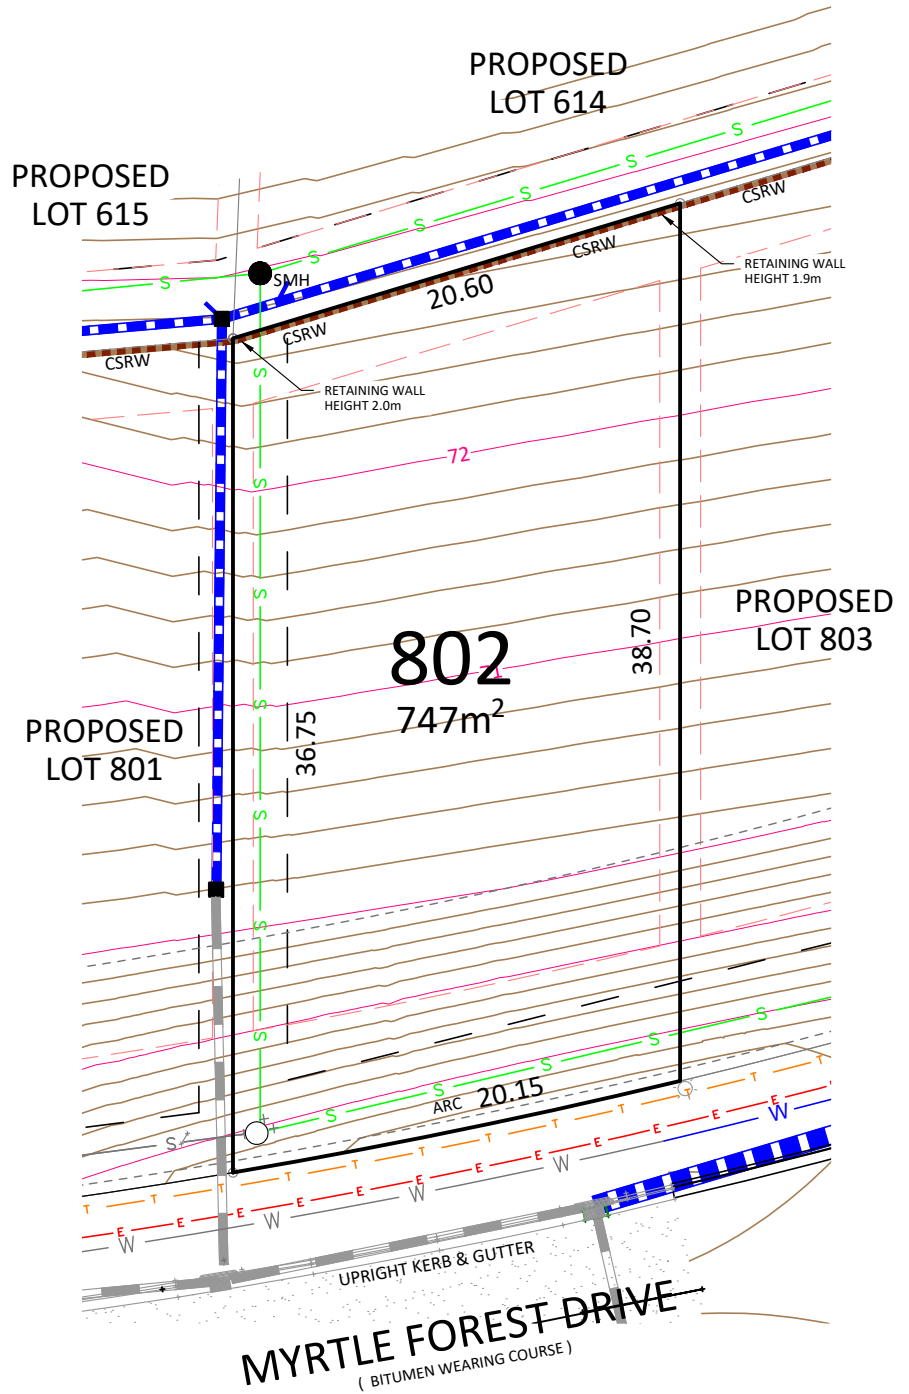 PROPOSED
LOT 614
PROPOSED
LOT 615
S
S
S
S
S
S
CSRW
SMH
CSRW
20.60
CSRW
CSRW
RETAINING WALL
HEIGHT 1.9m
RETAINING WALL
HEIGHT 2.0m
S
72
S
S
PROPOSED
LOT 803
38.70
802
71
747m²
S
36.75
PROPOSED
LOT 801
S
S
S
S
S
S
S
S
S
ARC 20.15
T T T T T T T T T
E E E E E E E E E
W W W W W
UPRIGHT KERB & GUTTER
MYRTLE FOREST DRIVE
( BITUMEN WEARING COURSE )